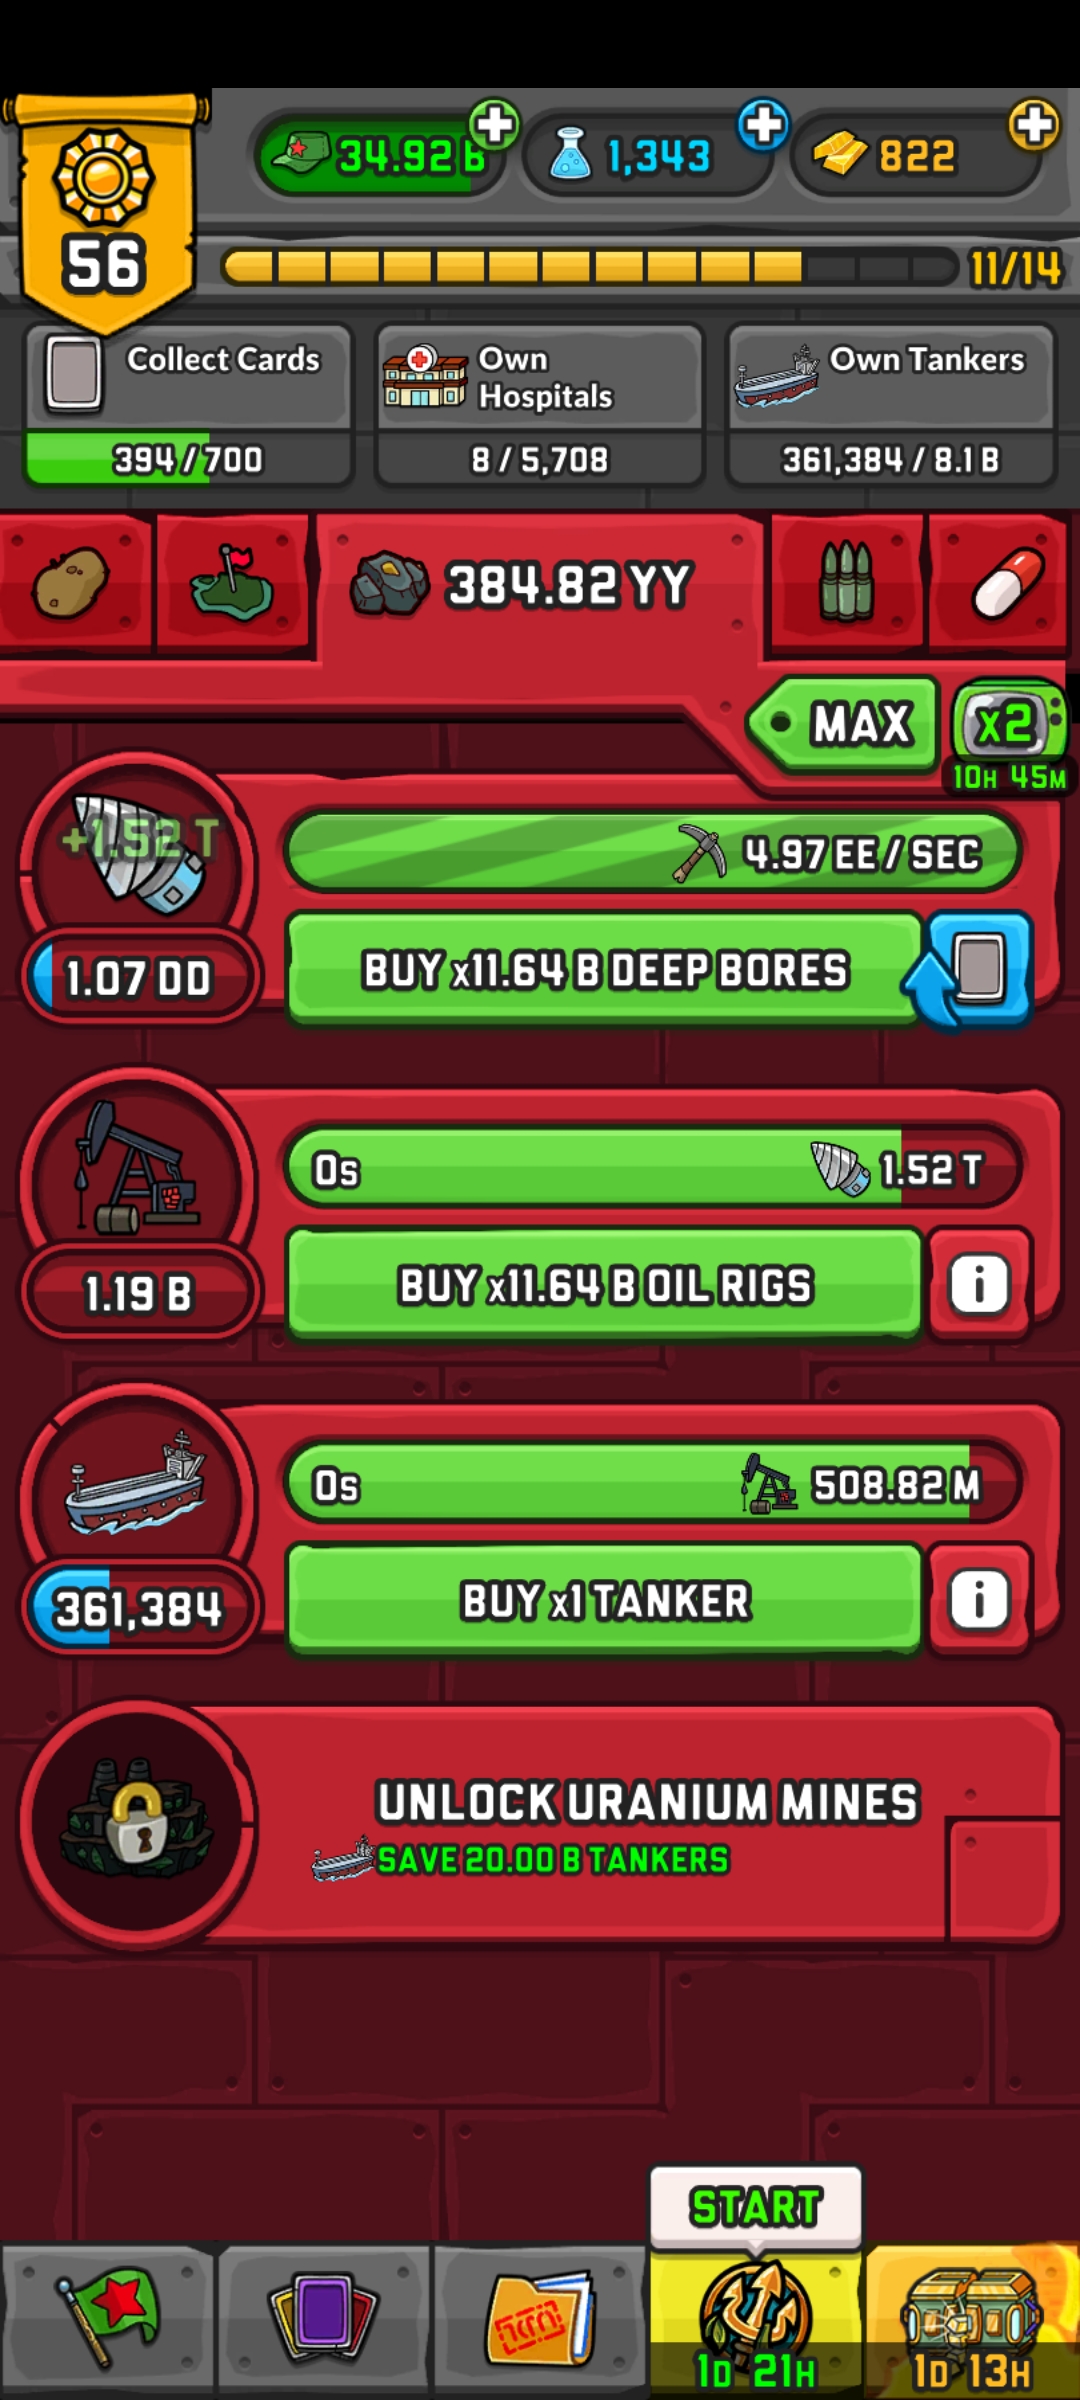 34.92 B
1,343
822
56
11/14
Collect Cards
394 / 700
Own
Hospitals
8 / 5,708
Own Tankers
361,384 / 8.1 B
384.82 YY
MAX
x2
10H 45M
+1.52 T
4.97 EE / SEC
1.07 DD
BUY x11.64 B DEEP BORES
0s
1.52 T
1.19 B
BUY x11.64 B OIL RIGS
i
0s
508.82 M
361,384
BUY x1 TANKER
i
UNLOCK URANIUM MINES
SAVE 20.00 B TANKERS
START
1D 21H
1D 13H